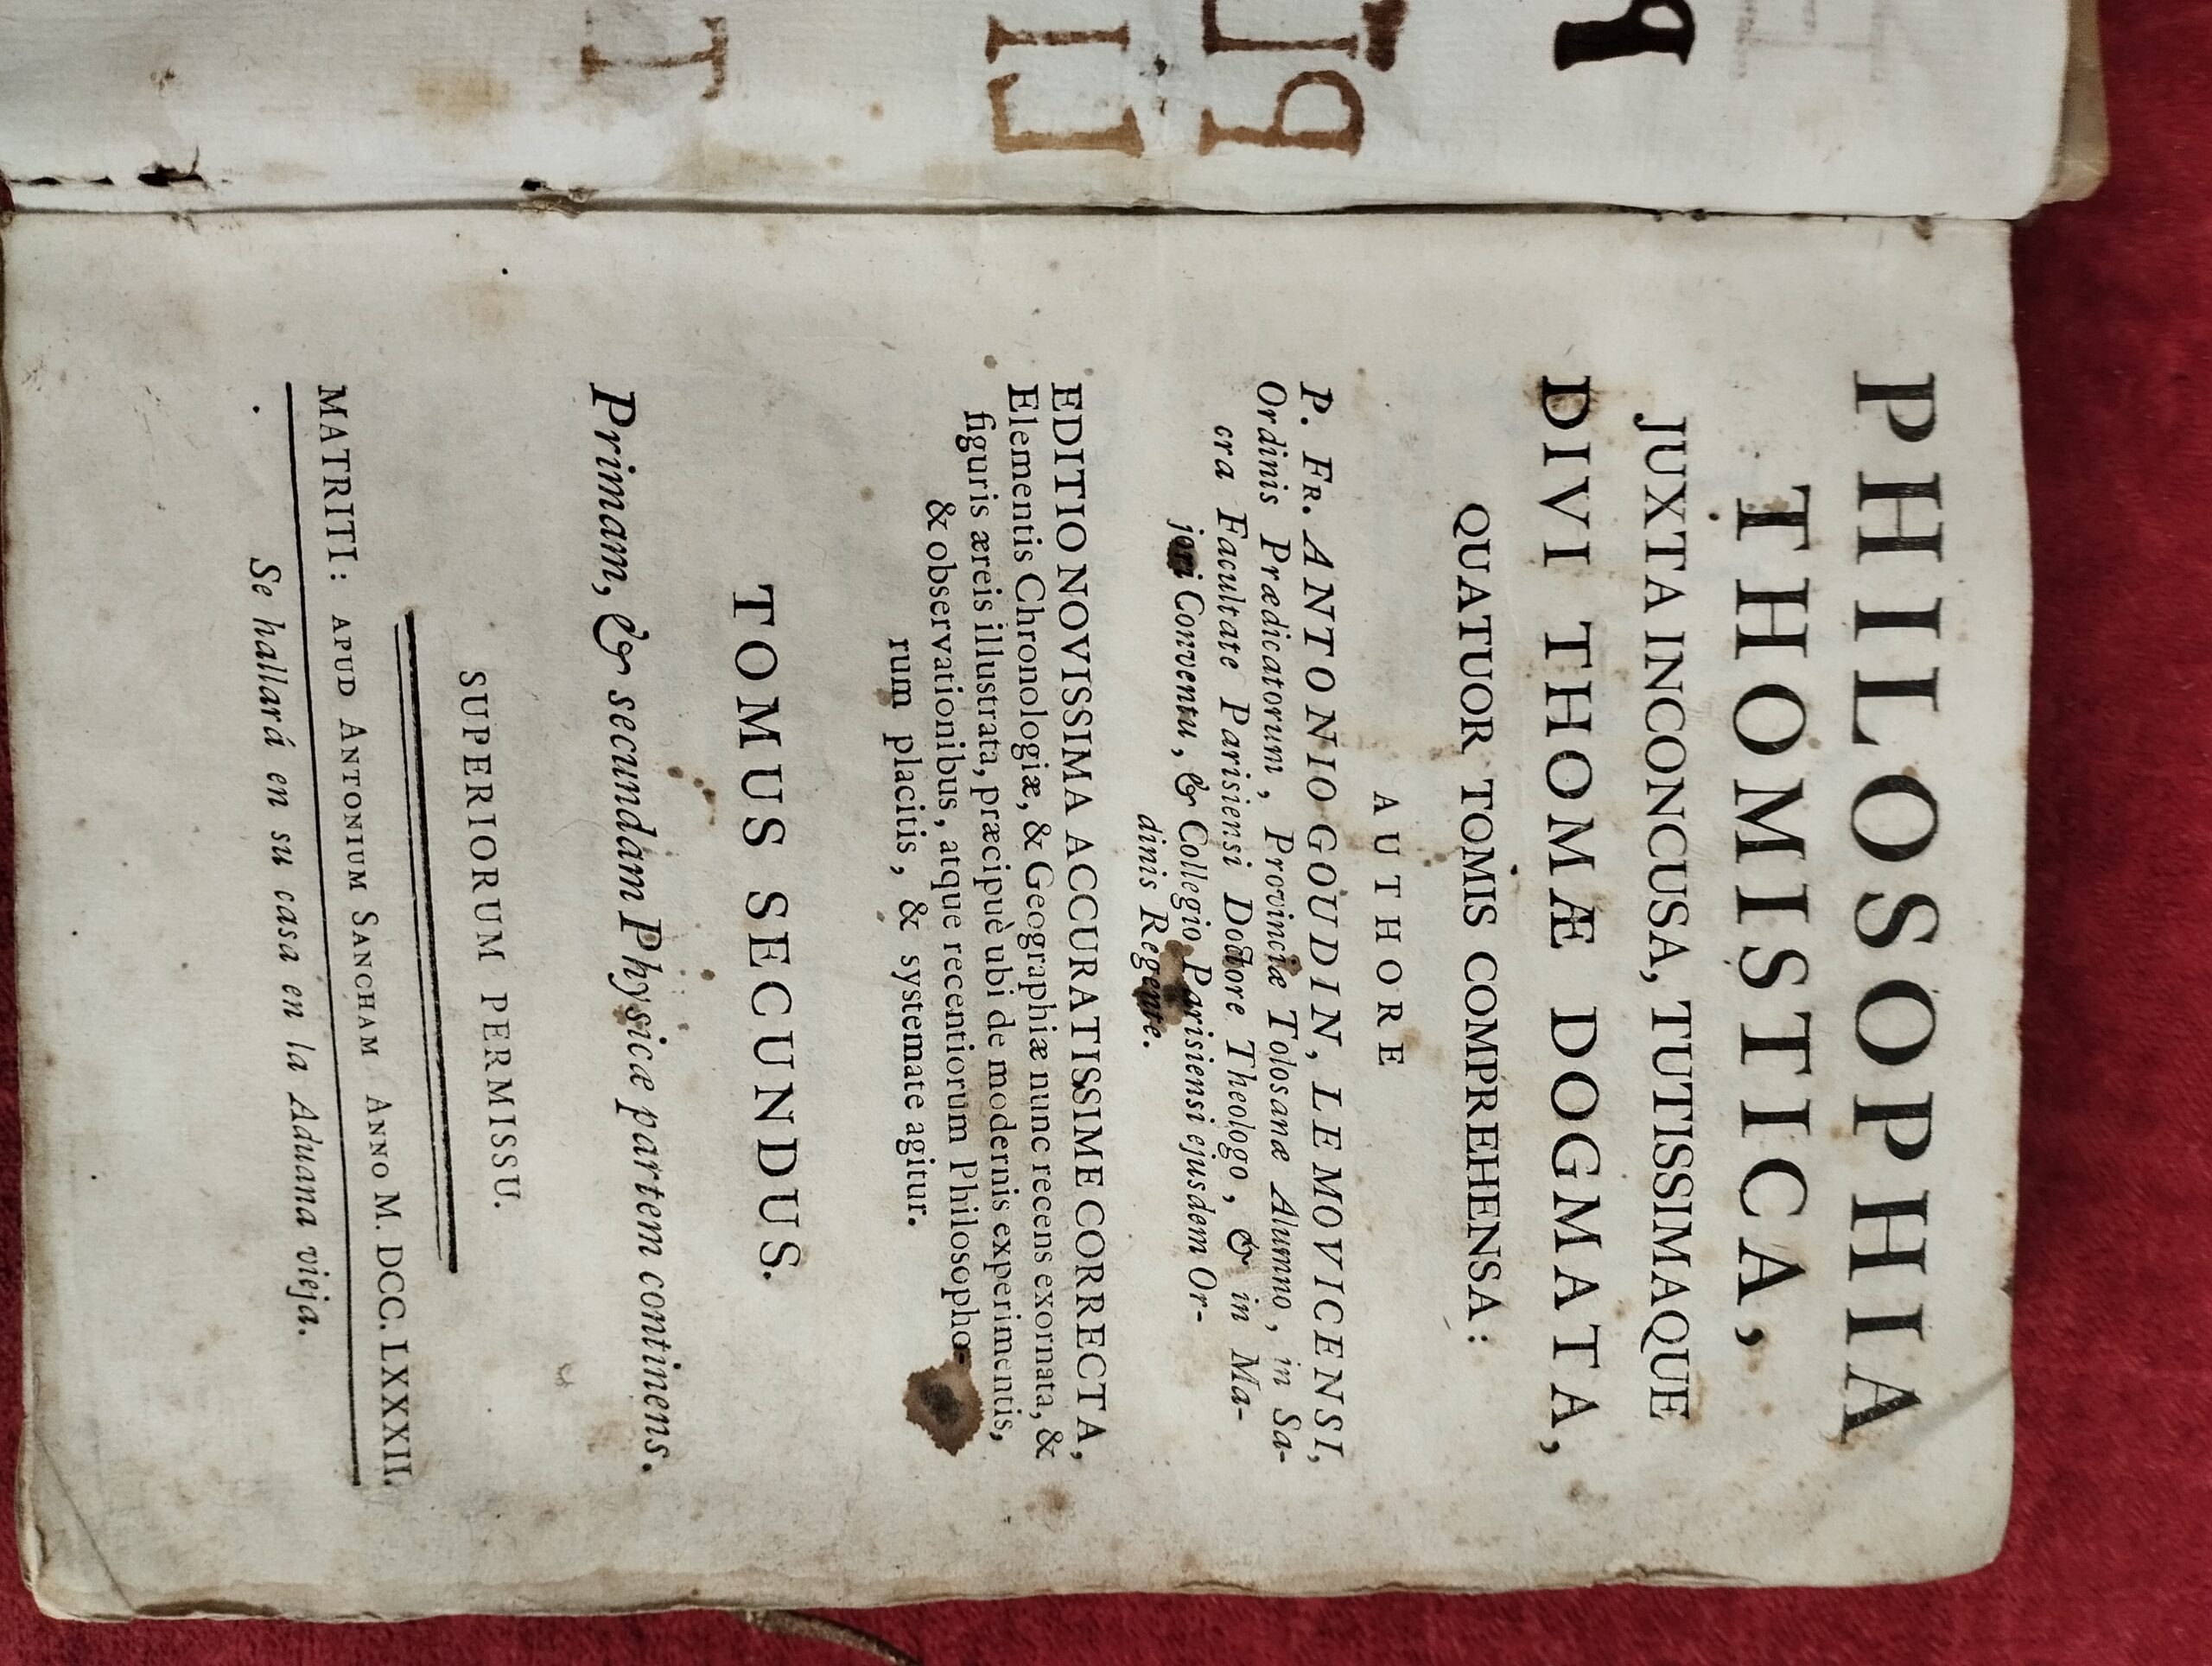 PHILOSOPHIA
THOMISTICA,
JUXTA INCONCUSA, TUTISSIMAQUE
DIVI THOMÆ DOGMATA,
QUATUOR TOMIS COMPREHENSA:
AUTHORE
P. FR. ANTONIO GOUDIN, LEMOVICENSI,
Ordinis Prædicatorum, Provinciæ Tolosanæ Alumno, in Sa-
cra Facultate Parisiensi Doctore Theologo, & in Ma-
jori Conventu, & Collegio Parisiensi ejusdem Or-
dinis Regente.
EDITIO NOVISSIMA ACCURATISSIME CORRECTA,
Elementis Chronologiæ, & Geographiæ nunc recens exornata, &
figuris æreis illustrata, præcipuè ubi de modernis experimentis,
& observationibus, atque recentiorum Philosopho-
rum placitis, & systemate agitur.
TOMUS SECUNDUS.
Primam, & secundam Physicæ partem continens.
SUPERIORUM PERMISSU.
MATRITI: APUD ANTONIUM SANCHAM ANNO M. DCC. LXXXII.
Se hallará en su casa en la Aduana vieja.